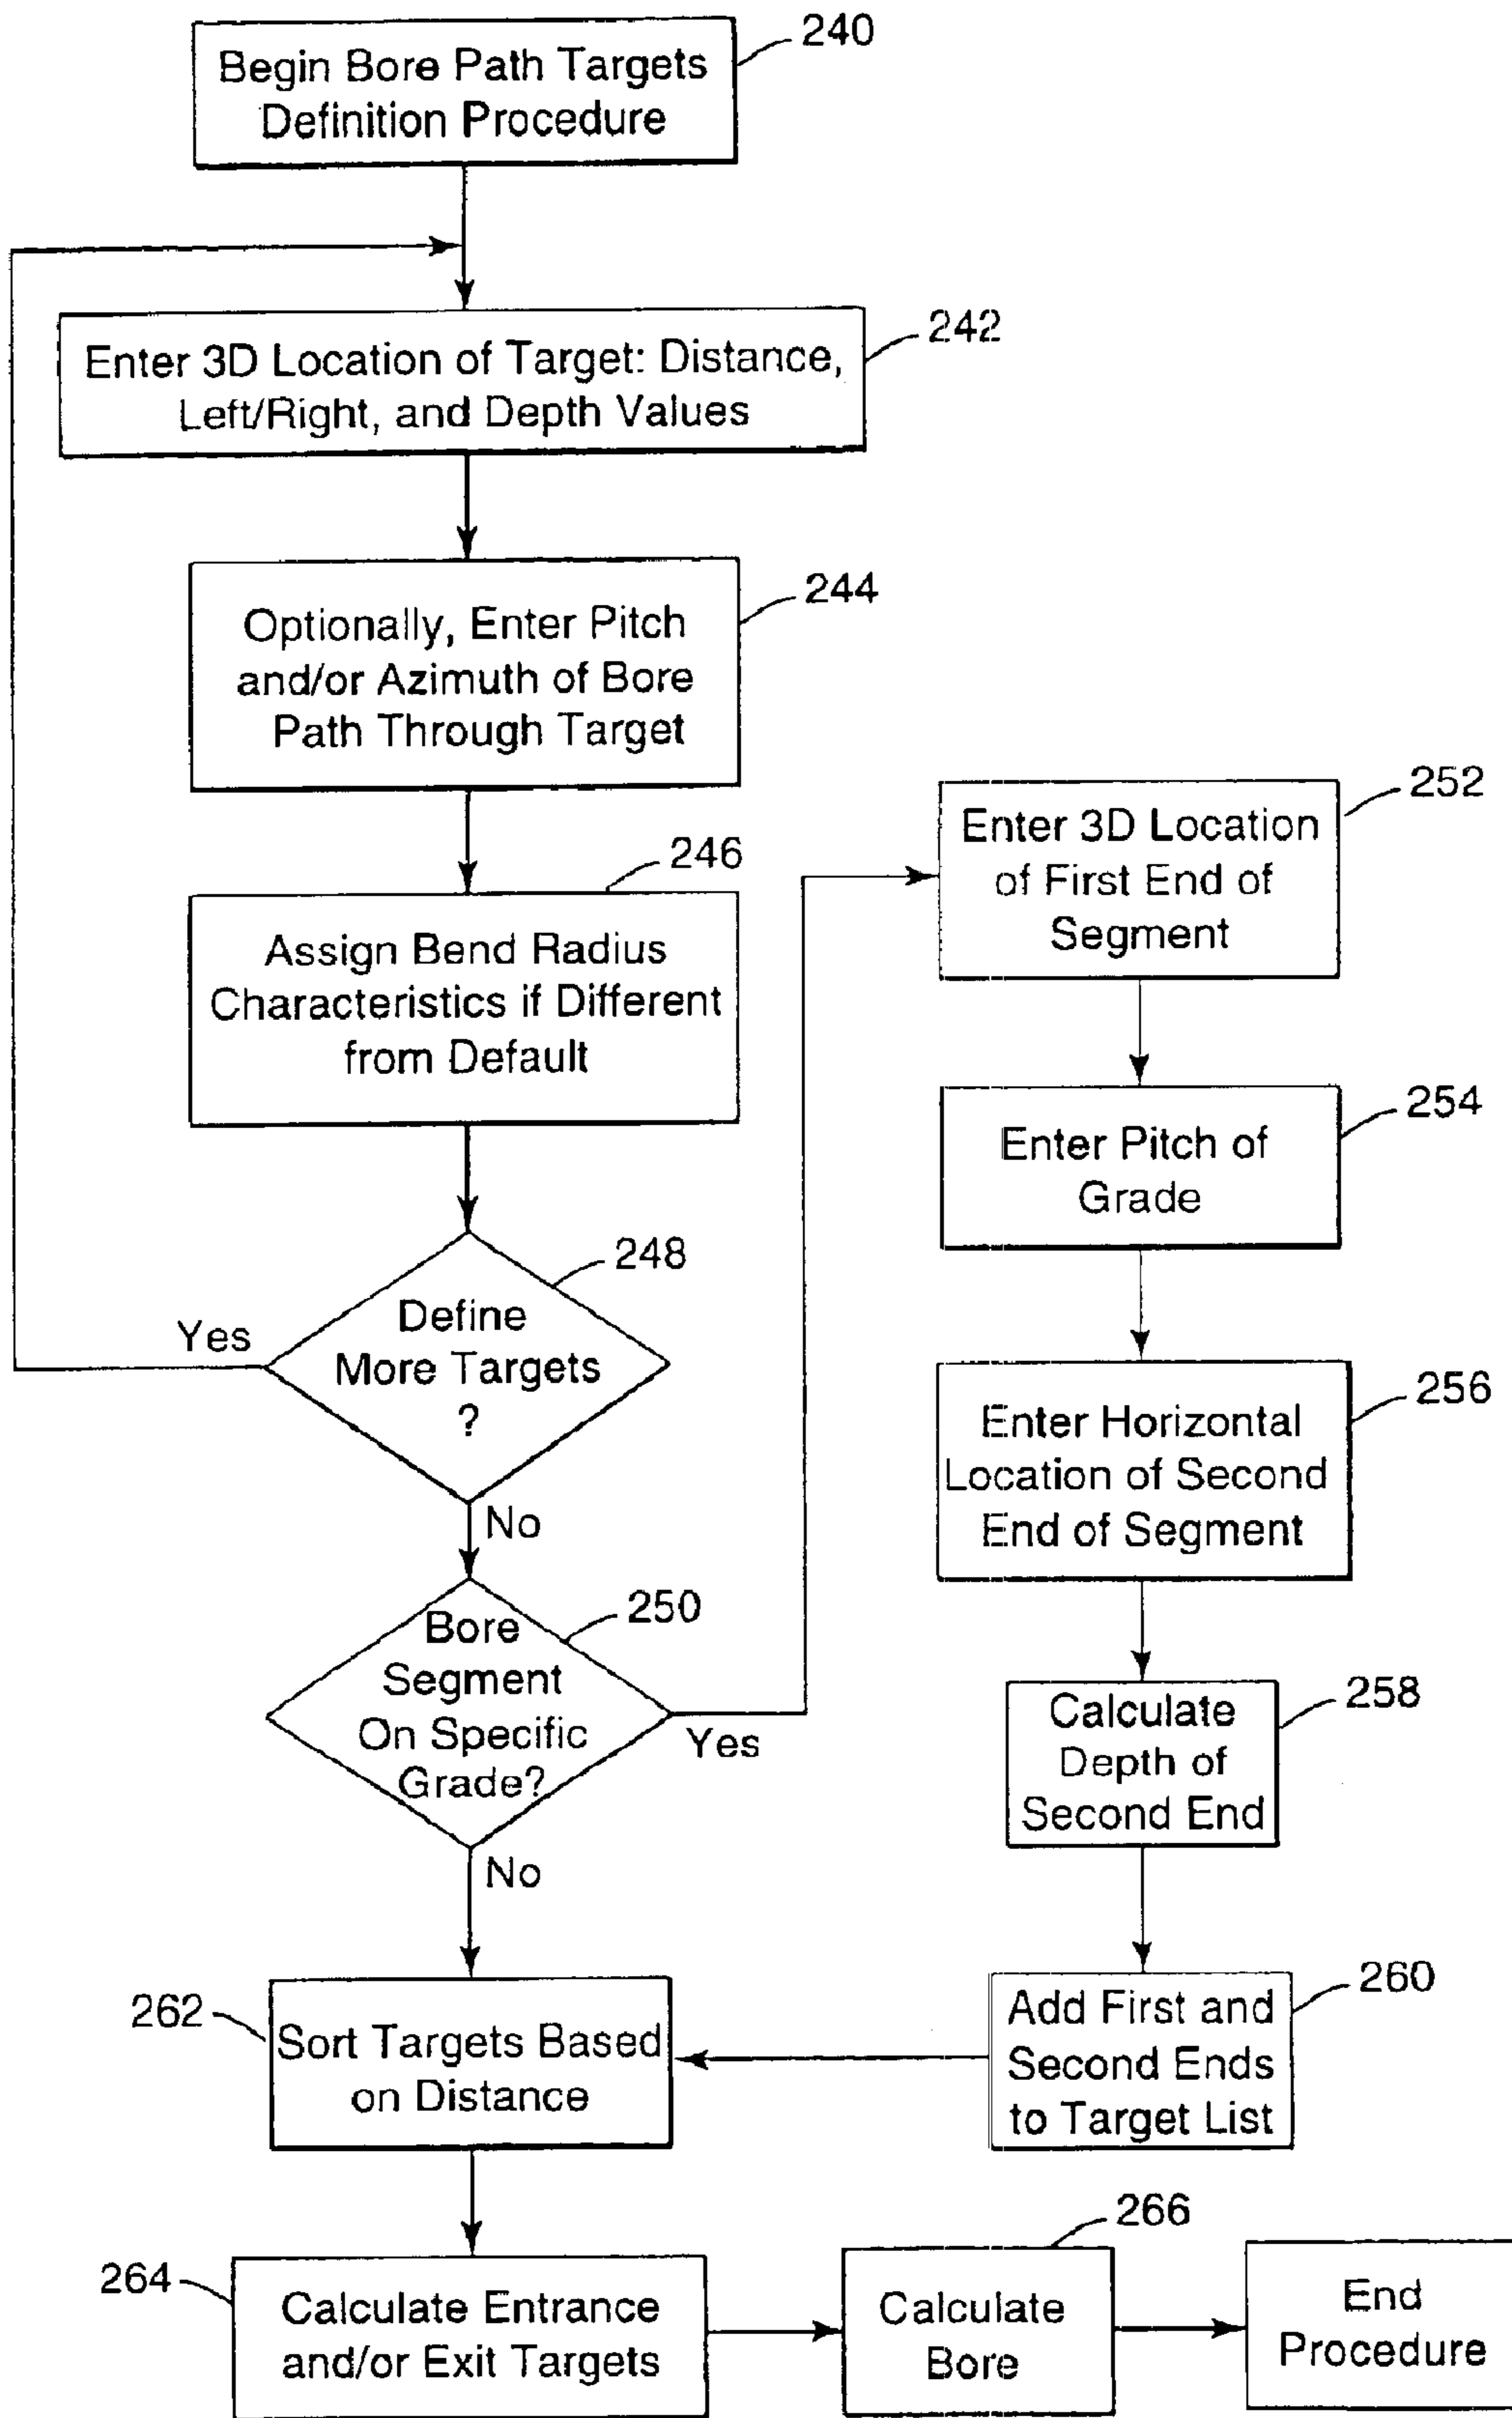 240
Begin Bore Path Targets
Definition Procedure
242
Enter 3D Location of Target: Distance,
Left/Right, and Depth Values
244
Optionally, Enter Pitch
and/or Azimuth of Bore
Path Through Target
246
Assign Bend Radius
Characteristics if Different
from Default
248
Define
More Targets
?
Yes
No
250
Bore
Segment
On Specific
Grade?
Yes
No
252
Enter 3D Location
of First End of
Segment
254
Enter Pitch of
Grade
256
Enter Horizontal
Location of Second
End of Segment
258
Calculate
Depth of
Second End
260
Add First and
Second Ends
to Target List
262
Sort Targets Based
on Distance
264
Calculate Entrance
and/or Exit Targets
266
Calculate
Bore
End
Procedure